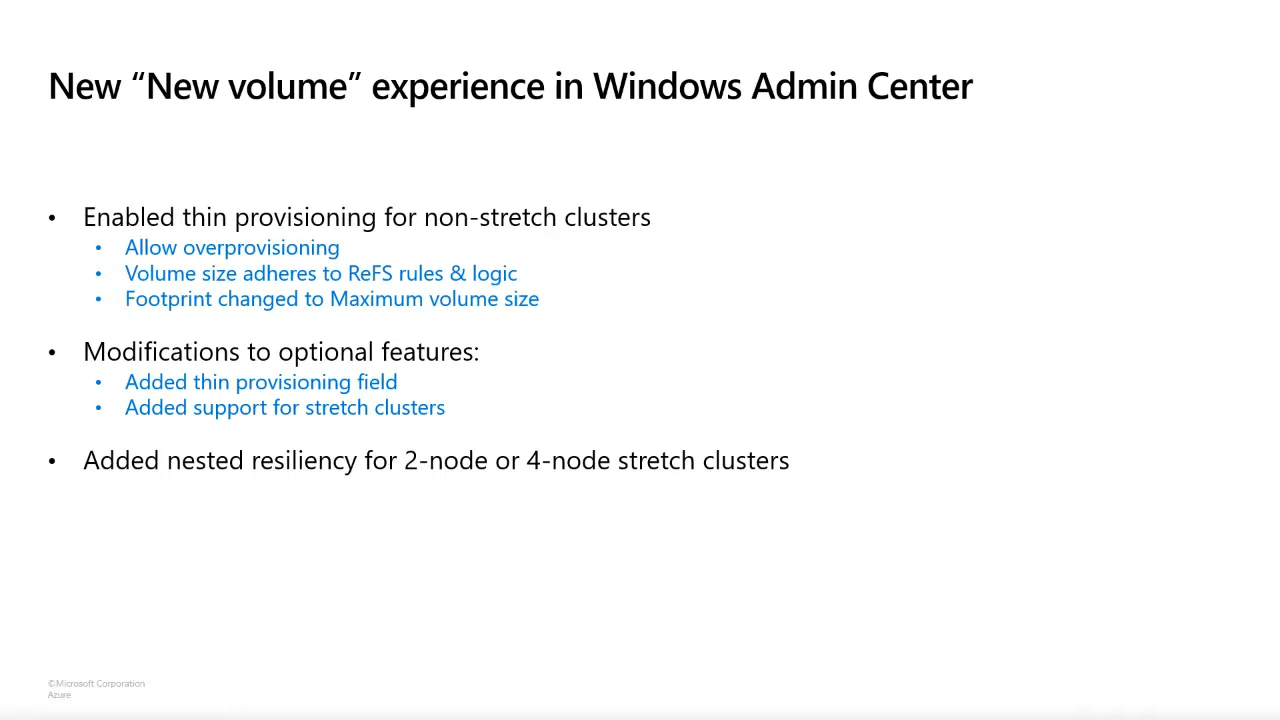 New “New volume” experience in Windows Admin Center
• Enabled thin provisioning for non-stretch clusters
• Allow overprovisioning
• Volume size adheres to ReFS rules & logic
• Footprint changed to Maximum volume size
• Modifications to optional features:
• Added thin provisioning field
• Added support for stretch clusters
• Added nested resiliency for 2-node or 4-node stretch clusters
©Microsoft Corporation
Azure